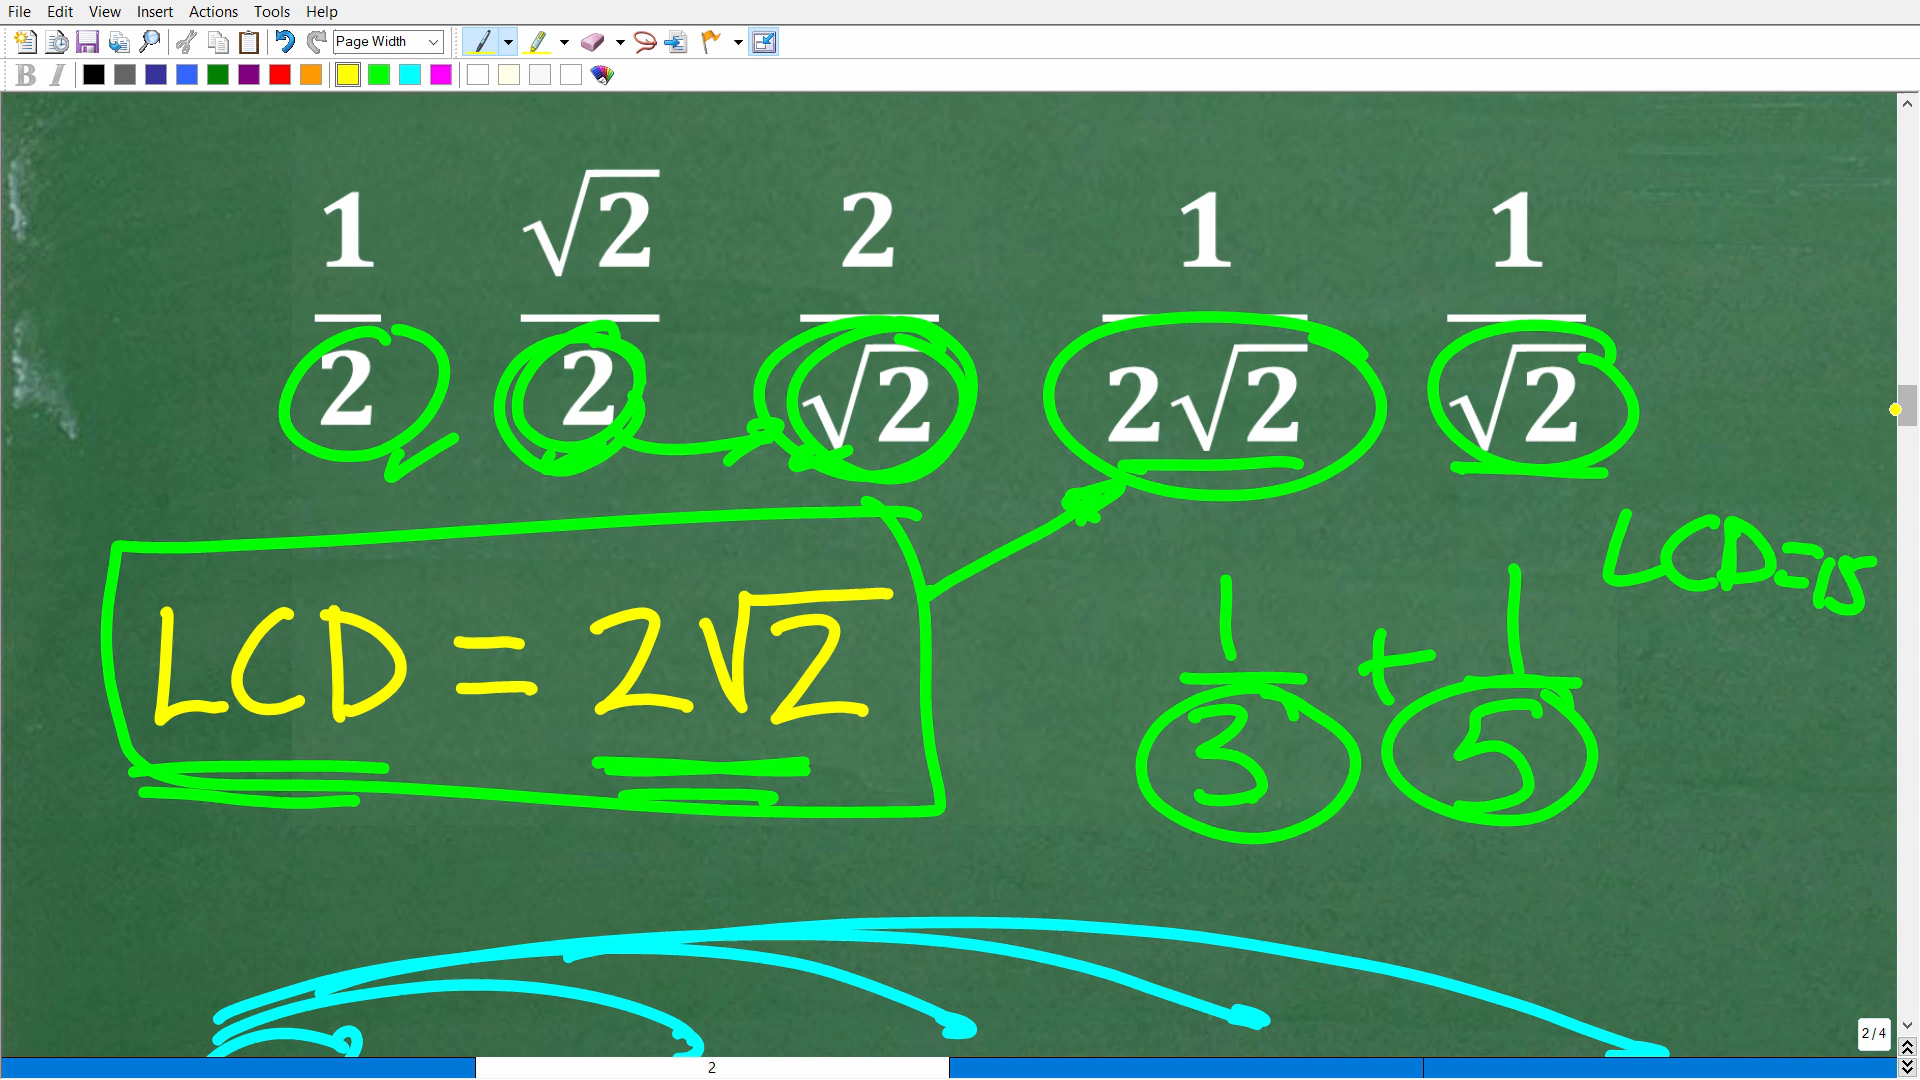 File Edit View Insert Actions Tools Help
Page Width
B I
1/2 √2/2 2/√2 1/2√2 1/√2
LCD=15
LCD = 2√2
1/3 + 1/5
2/4
2